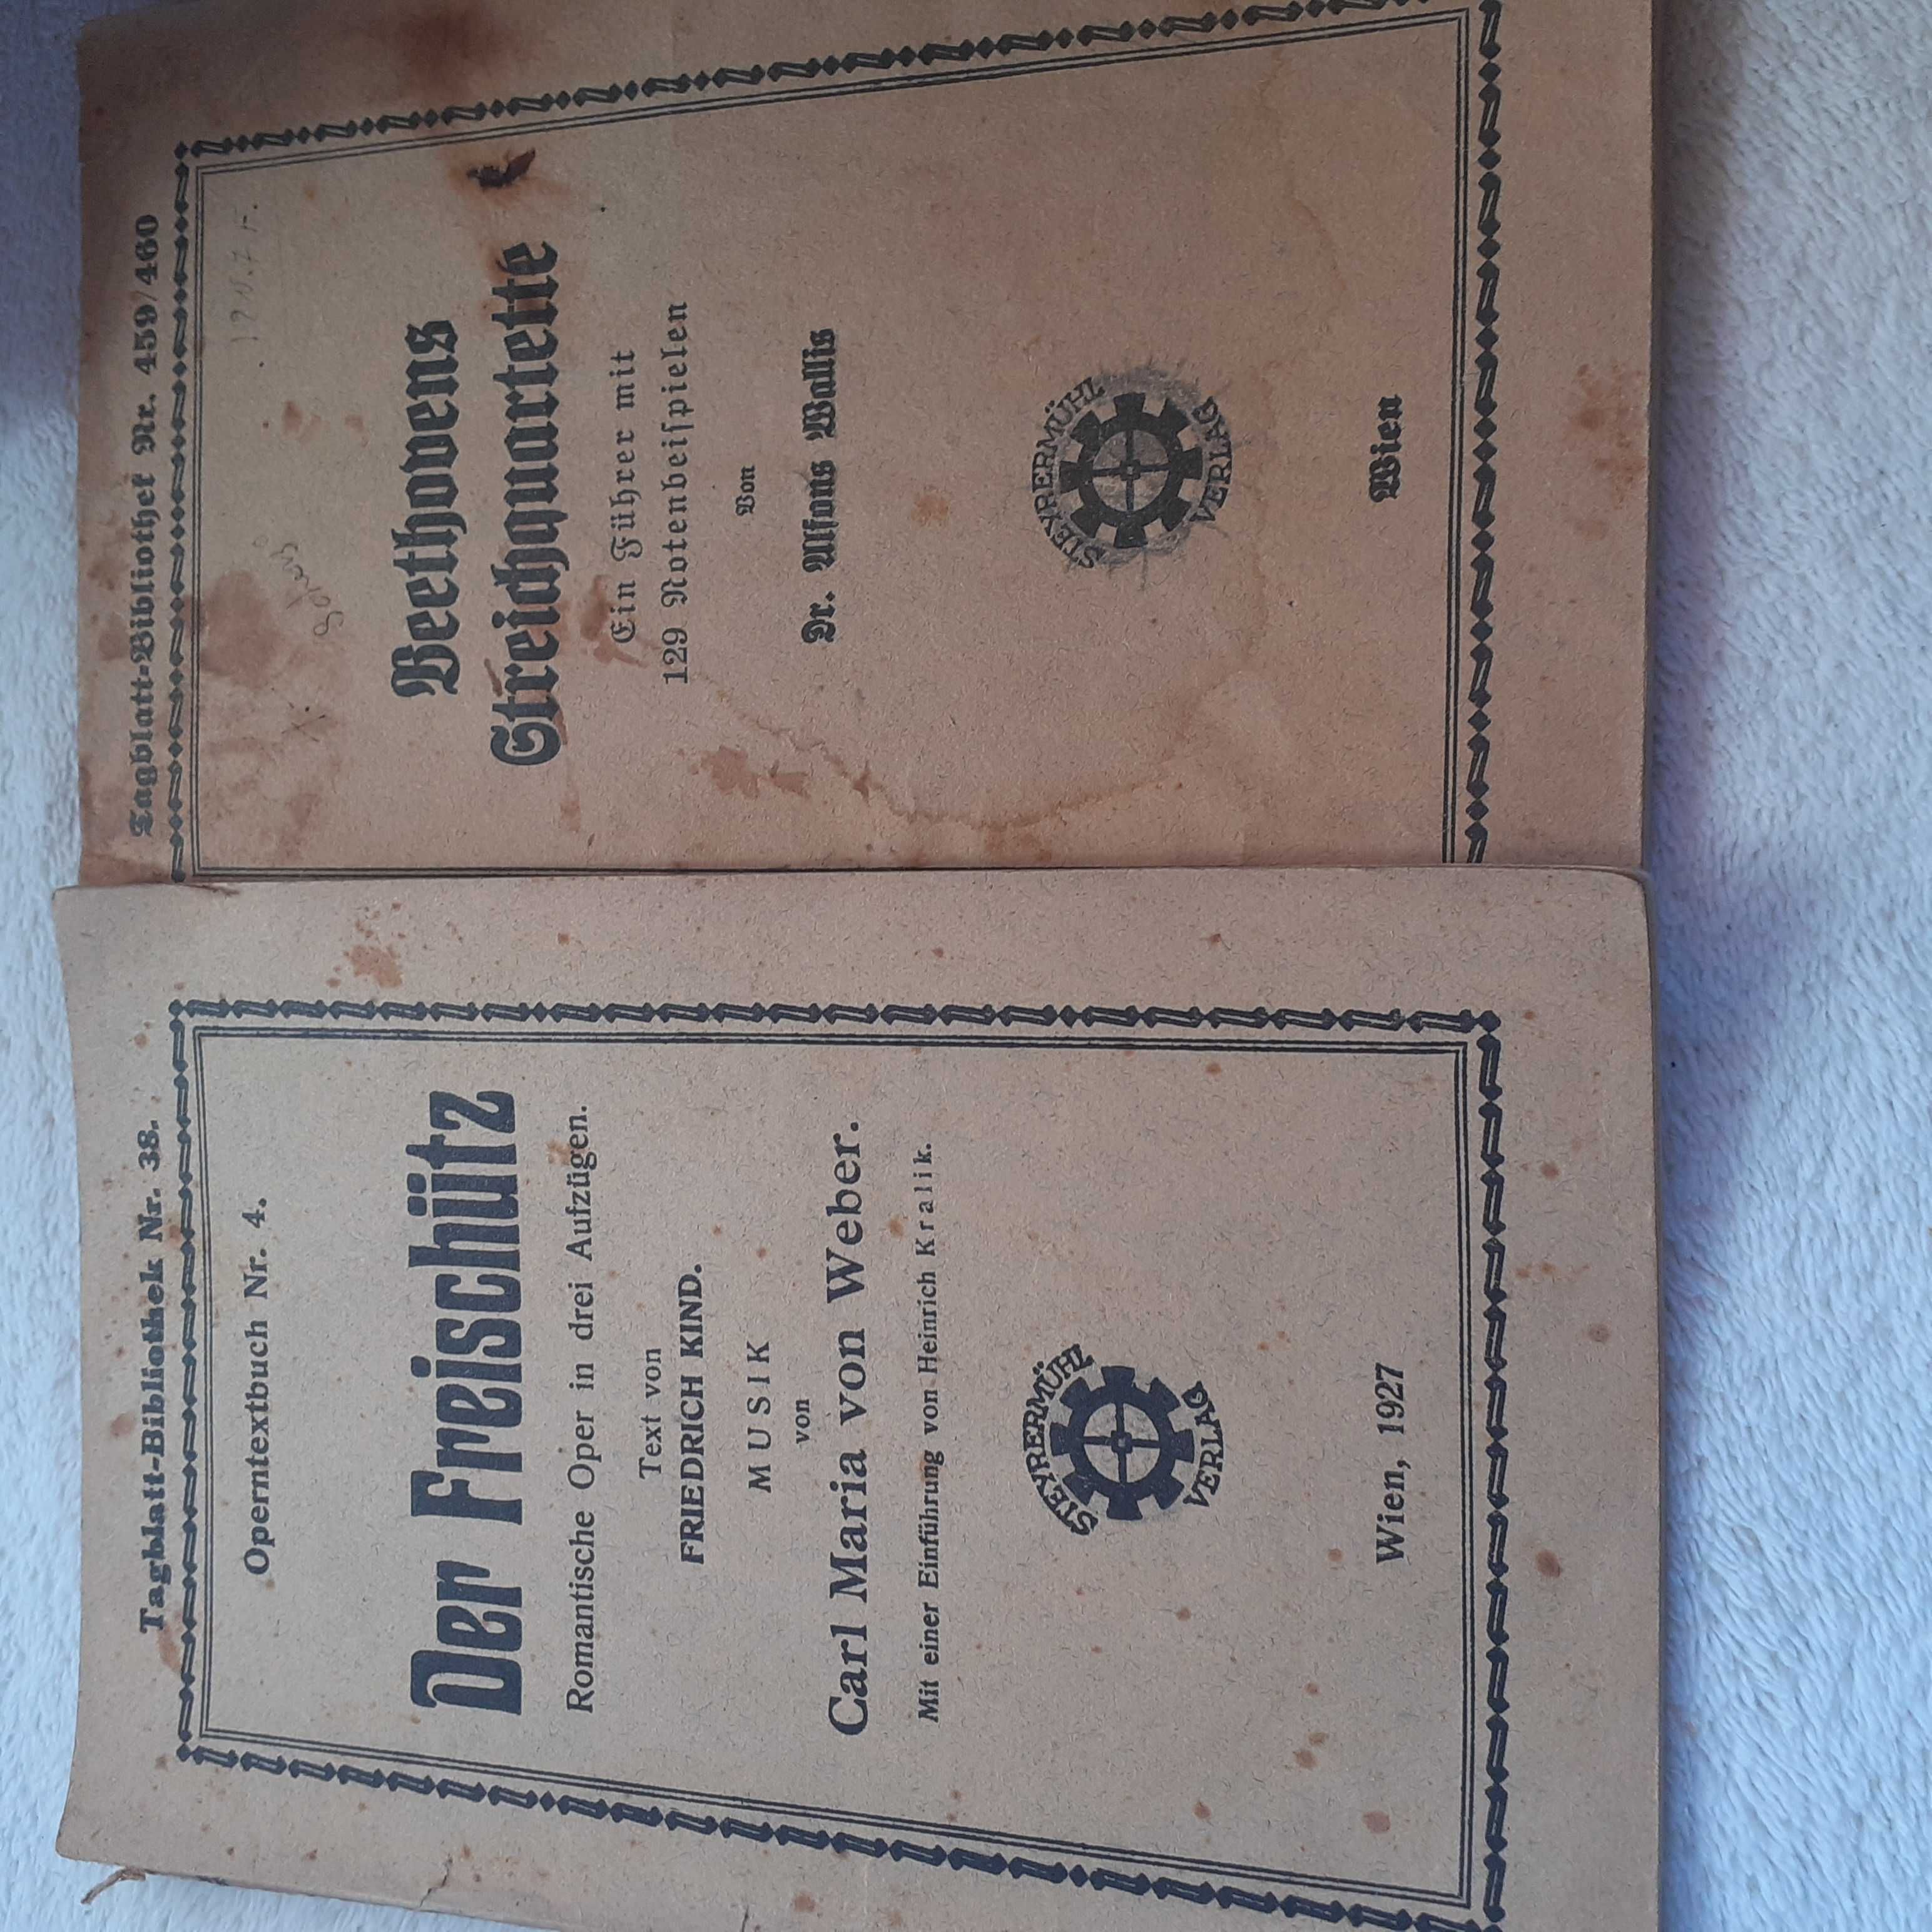 Tagblatt-Bibliothek Nr. 38.
Operntextbuch Nr. 4.
Der Freischütz
Romantische Oper in drei Aufzügen.
Text von
FRIEDRICH KIND.
MUSIK
von
Carl Maria von Weber.
Mit einer Einführung von Heinrich Kralik.
STEYRERMÜHL
VERLAG
Wien, 1927
Tagblatt-Bibliothek Nr. 459/460
Beethovens
Streichquartette
Ein Führer mit
129 Notenbeiſpielen
Von
Dr. Alfons Wallis
STEYRERMÜHL
VERLAG
Wien